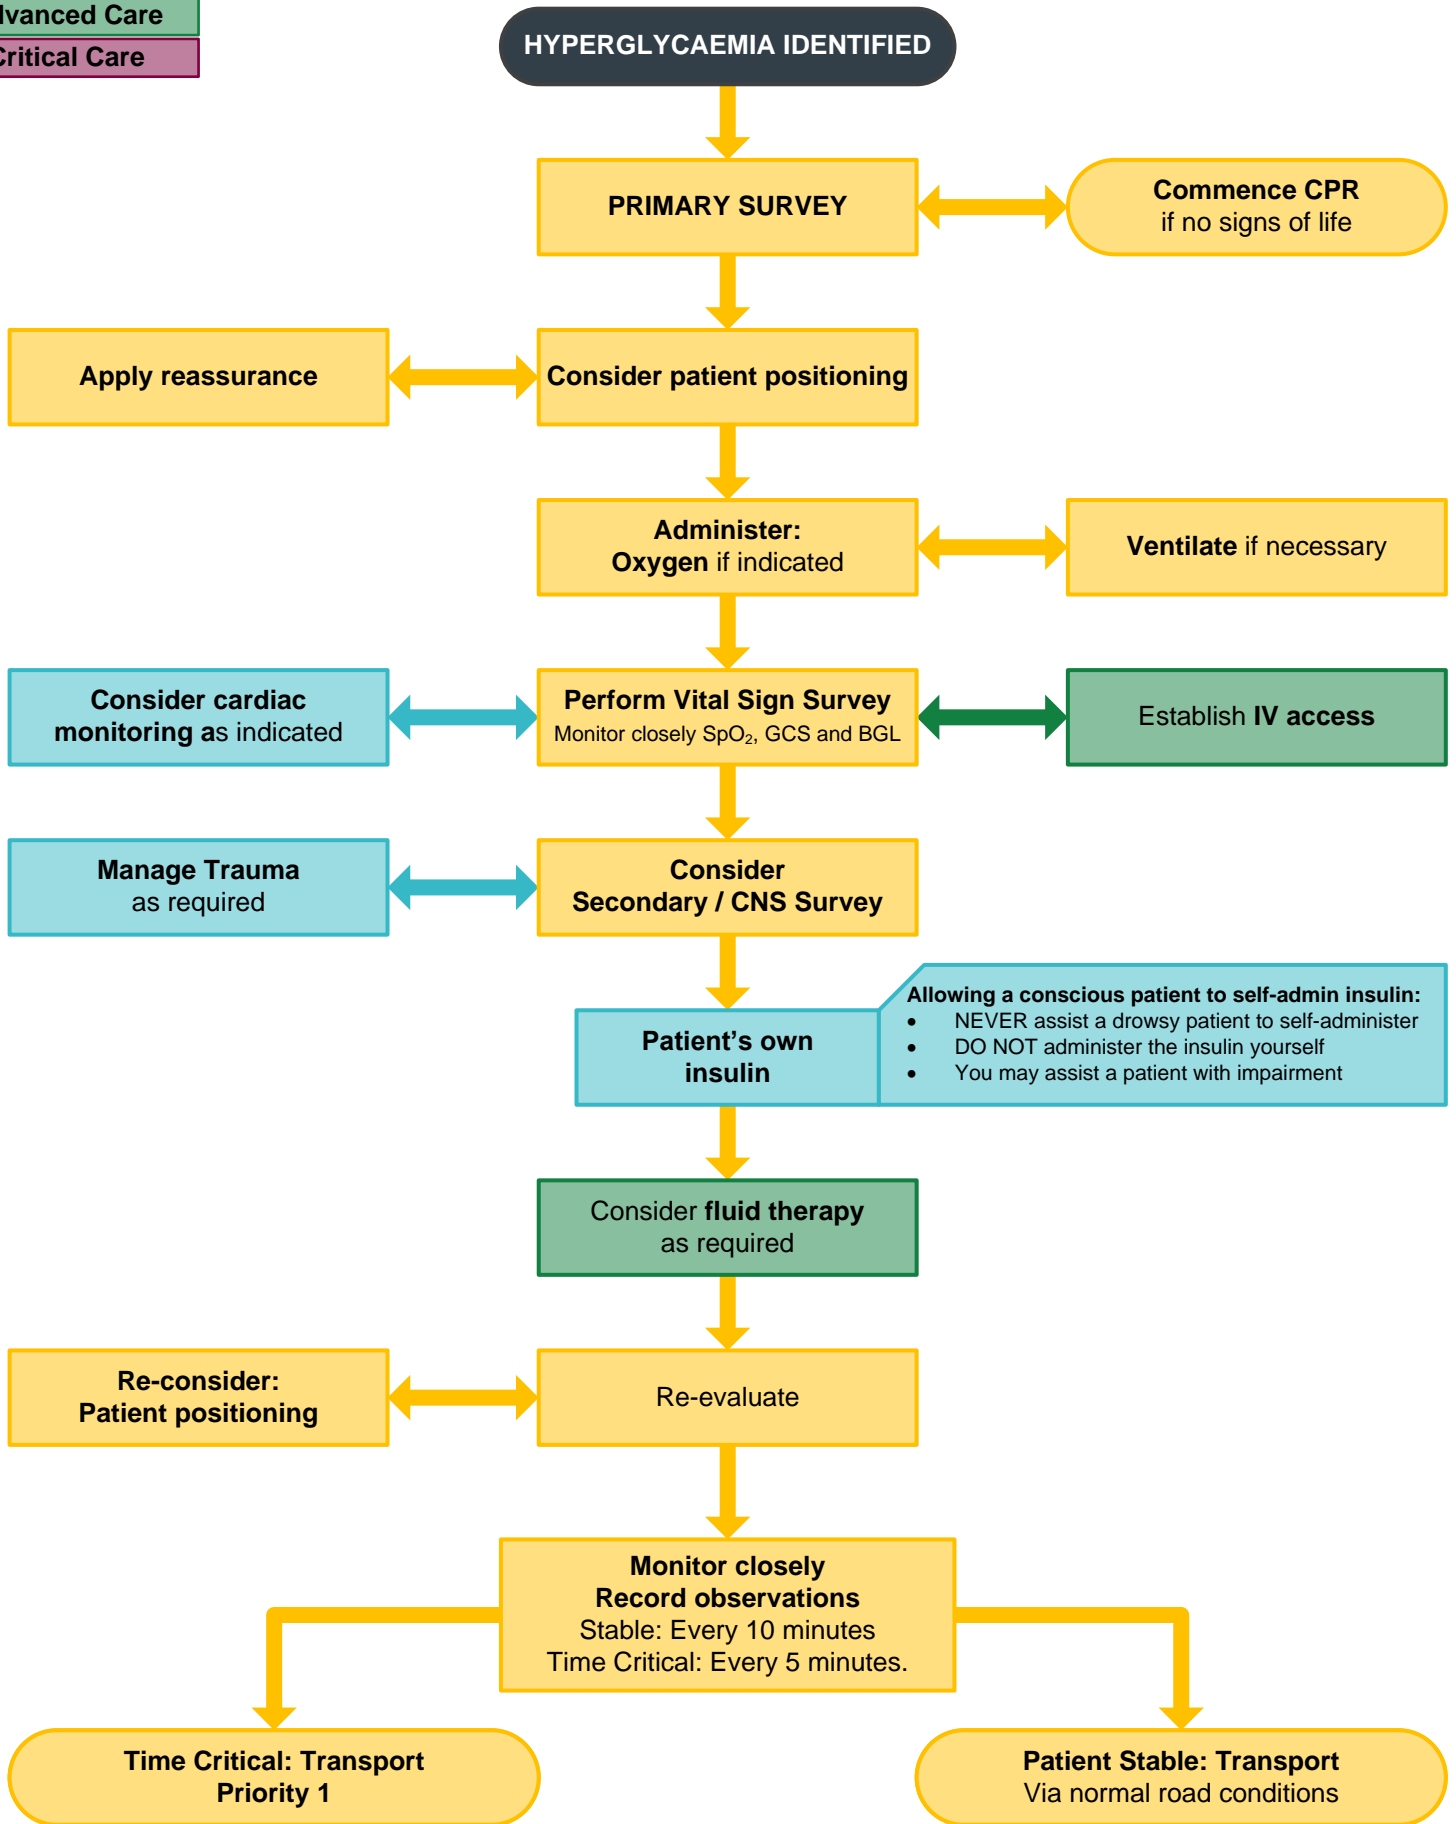 dvanced Care
Critical Care
HYPERGLYCAEMIA IDENTIFIED
PRIMARY SURVEY
Commence CPR
if no signs of life
Apply reassurance
Consider patient positioning
Administer:
Oxygen if indicated
Ventilate if necessary
Consider cardiac
monitoring as indicated
Perform Vital Sign Survey
Monitor closely SpO₂, GCS and BGL
Establish IV access
Manage Trauma
as required
Consider
Secondary / CNS Survey
Patient’s own
insulin
Allowing a conscious patient to self-admin insulin:
• NEVER assist a drowsy patient to self-administer
• DO NOT administer the insulin yourself
• You may assist a patient with impairment
Consider fluid therapy
as required
Re-consider:
Patient positioning
Re-evaluate
Monitor closely
Record observations
Stable: Every 10 minutes
Time Critical: Every 5 minutes.
Time Critical: Transport
Priority 1
Patient Stable: Transport
Via normal road conditions